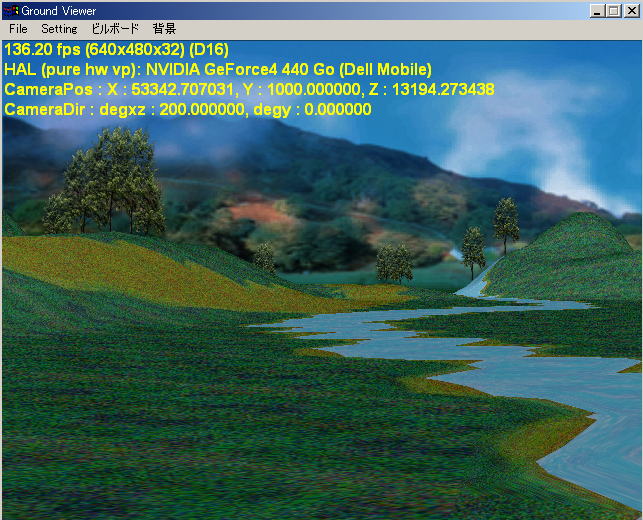 Ground Viewer
File Setting ビルボード 背景
136.20 fps (640x480x32) (D16)
HAL (pure hw vp): NVIDIA GeForce4 440 Go (Dell Mobile)
CameraPos : X : 53342.707031, Y : 1000.000000, Z : 13194.273438
CameraDir : degxz : 200.000000, degy : 0.000000